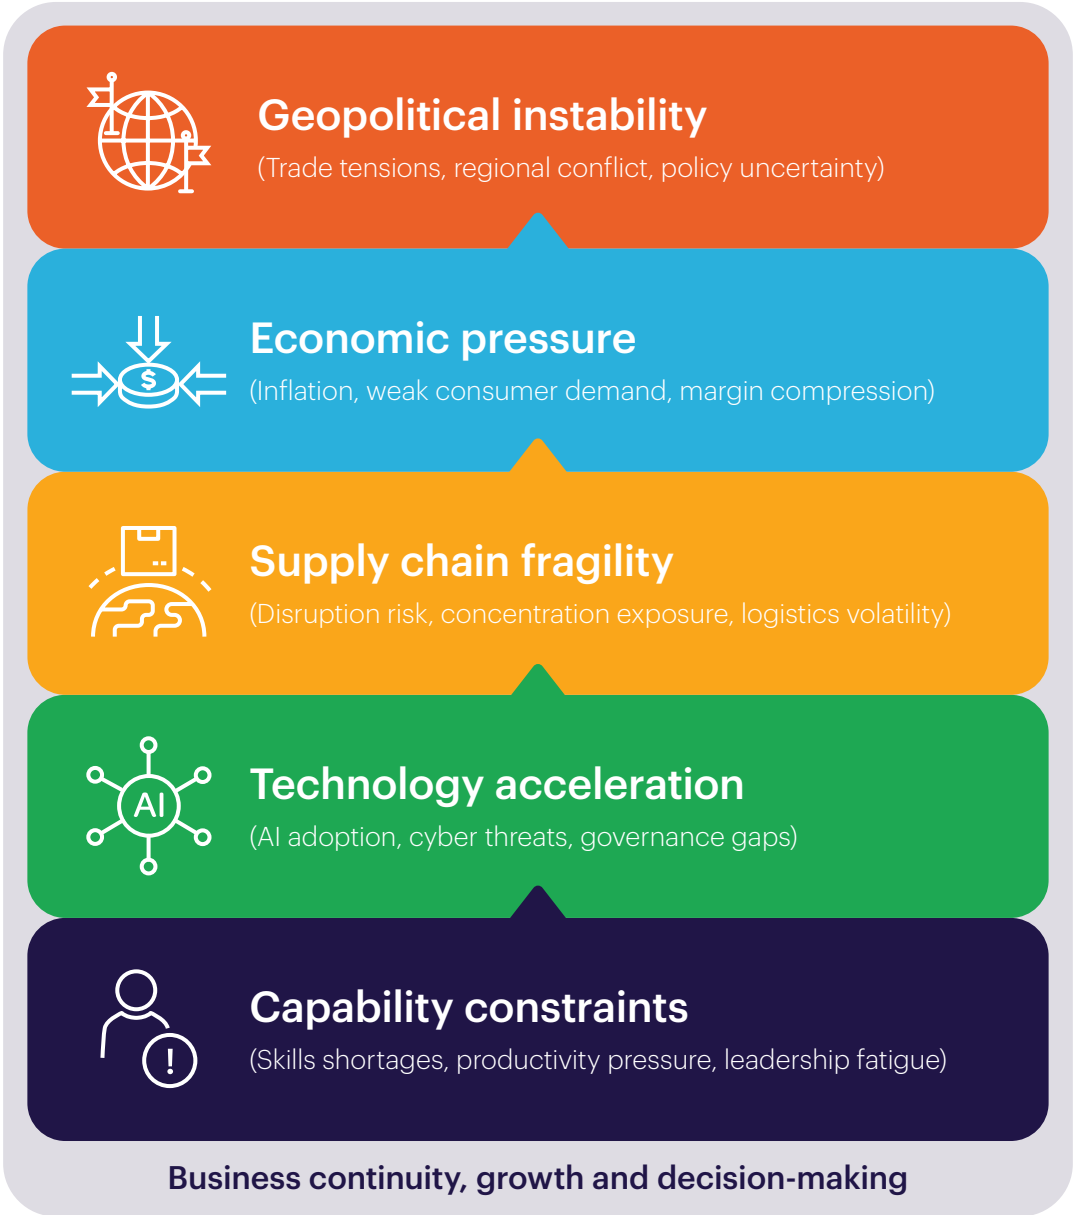 Geopolitical instability
(Trade tensions, regional conflict, policy uncertainty)
$
Economic pressure
(Inflation, weak consumer demand, margin compression)
Supply chain fragility
(Disruption risk, concentration exposure, logistics volatility)
AI
Technology acceleration
(AI adoption, cyber threats, governance gaps)
!
Capability constraints
(Skills shortages, productivity pressure, leadership fatigue)
Business continuity, growth and decision-making